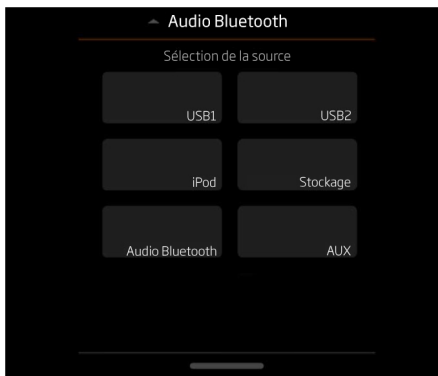 Audio Bluetooth
Sélection de la source
USB1
USB2
iPod
Stockage
Audio Bluetooth
AUX